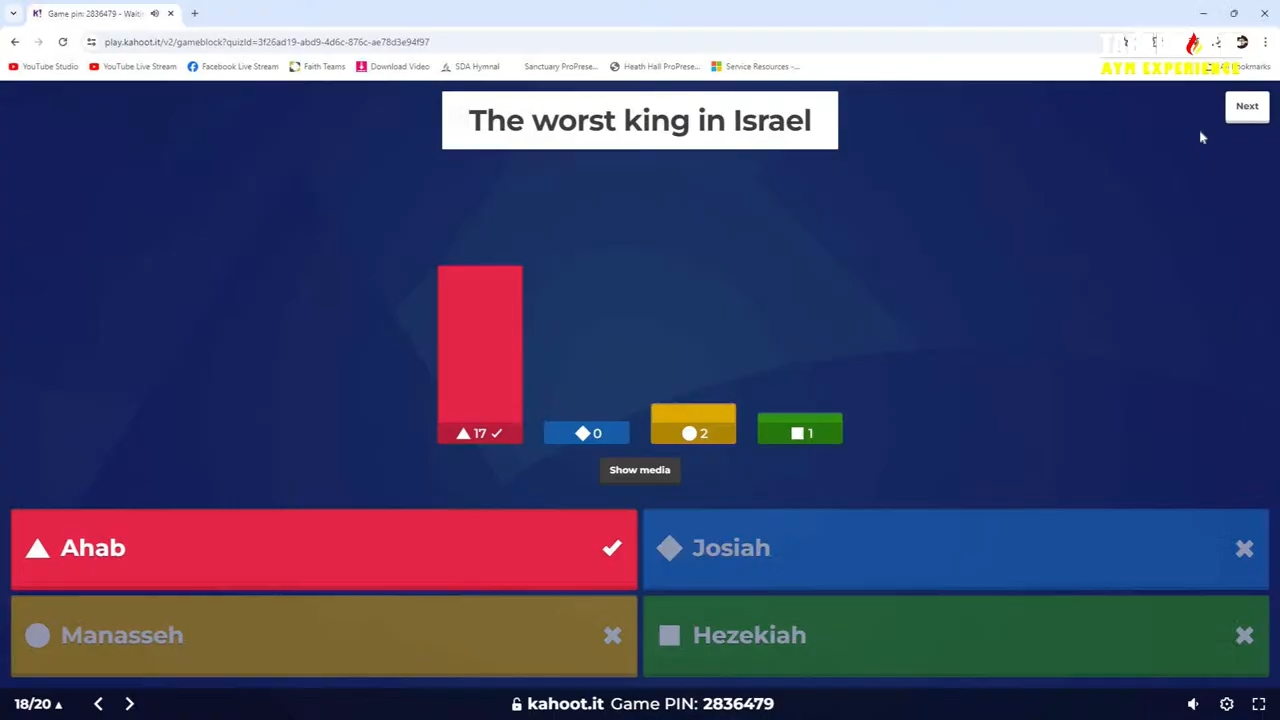 Game pin: 2836479 - Waiti
play.kahoot.it/v2/gameblock?quizId=3f26ad19-abd9-4d6c-876c-ae78d3e94f97
YouTube Studio
YouTube Live Stream
Facebook Live Stream
Faith Teams
Download Video
SDA Hymnal
Sanctuary ProPrese...
Heath Hall ProPrese...
Service Resources -...
AYM EXPERIENCE
The worst king in Israel
Next
17
0
2
1
Show media
Ahab
Josiah
Manasseh
Hezekiah
18/20
kahoot.it Game PIN: 2836479